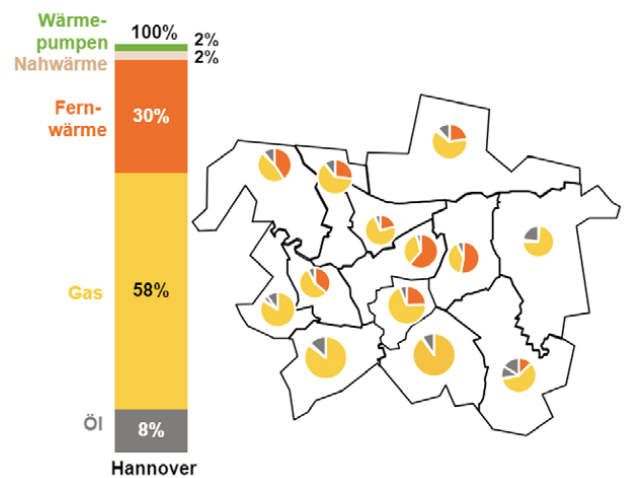 Wärme-
pumpen
100%
2%
Nahwärme
2%
Fern-
wärme
30%
Gas
58%
Öl
8%
Hannover